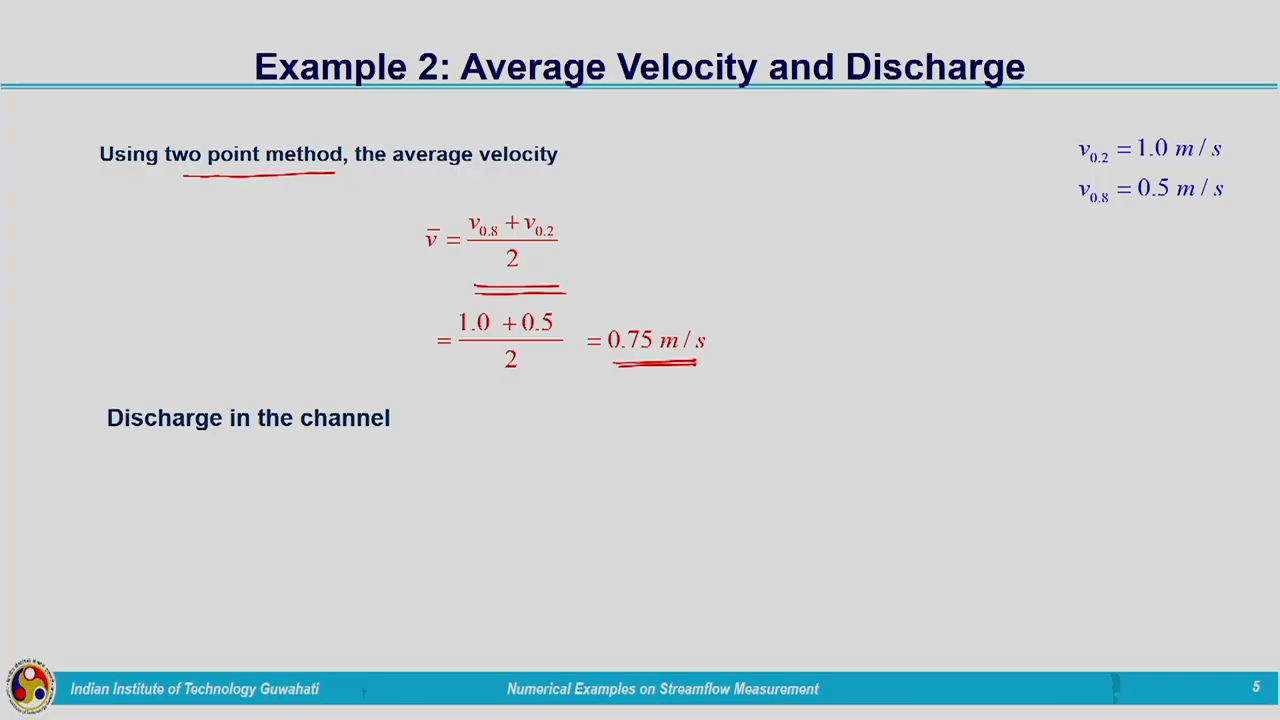 Example 2: Average Velocity and Discharge
Using two point method, the average velocity
v0.2 = 1.0 m / s
v0.8 = 0.5 m / s
v̅ = (v0.8 + v0.2) / 2
= (1.0 + 0.5) / 2 = 0.75 m / s
Discharge in the channel
Indian Institute of Technology Guwahati
Numerical Examples on Streamflow Measurement
5